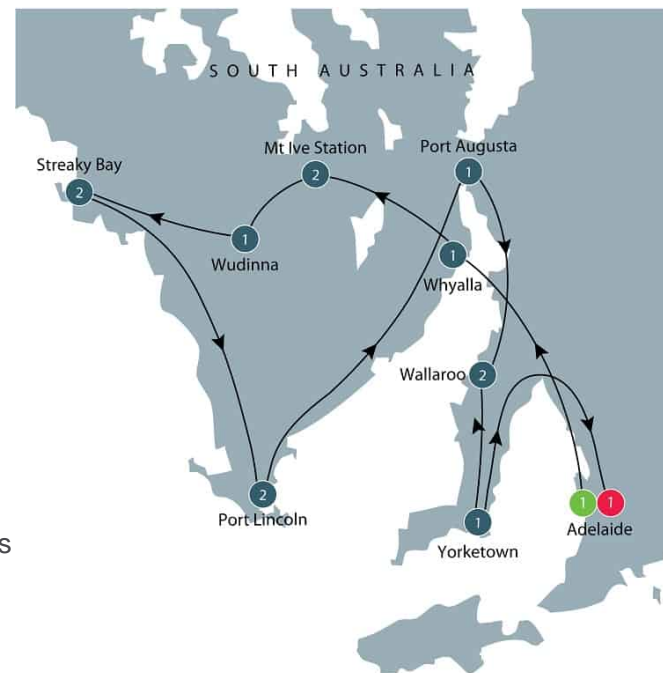 SOUTH AUSTRALIA
Mt Ive Station
Port Augusta
Streaky Bay
2
1
2
1
Wudinna
1
Whyalla
Wallaroo
2
2
Port Lincoln
1
1
1
Adelaide
Yorketown
s